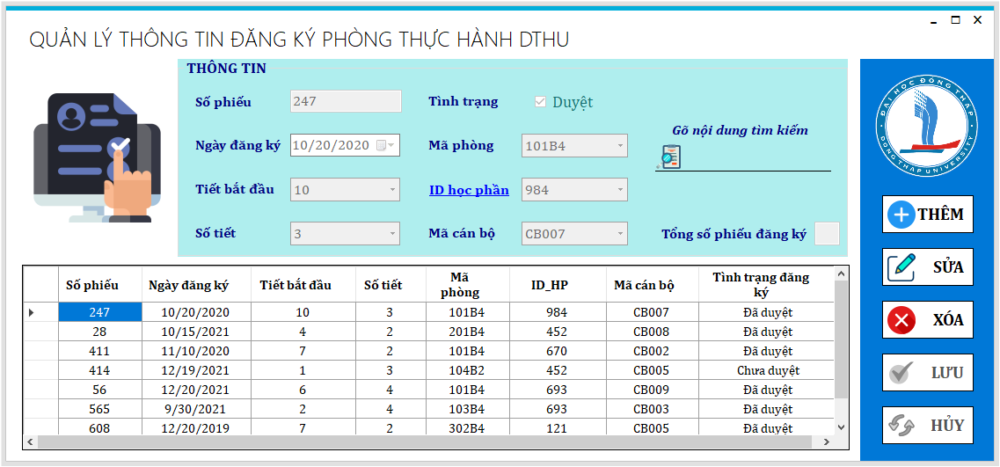 QUẢN LÝ THÔNG TIN ĐĂNG KÝ PHÒNG THỰC HÀNH DTHU
THÔNG TIN
Số phiếu 247 Tình trạng Duyệt
Gõ nội dung tìm kiếm
Ngày đăng ký 10/20/2020 Mã phòng 101B4
Tiết bắt đầu 10 ID học phần 984
Số tiết 3 Mã cán bộ CB007 Tổng số phiếu đăng ký
ĐẠI HỌC ĐỒNG THÁP
DONG THAP UNIVERSITY
THÊM
SỬA
XÓA
LƯU
HỦY
Số phiếu Ngày đăng ký Tiết bắt đầu Số tiết Mã phòng ID_HP Mã cán bộ Tình trạng đăng ký
247 10/20/2020 10 3 101B4 984 CB007 Đã duyệt
28 10/15/2021 4 2 201B4 452 CB008 Đã duyệt
411 11/10/2020 7 2 101B4 670 CB002 Đã duyệt
414 12/19/2021 1 3 104B2 452 CB005 Chưa duyệt
56 12/20/2021 6 4 101B4 693 CB009 Đã duyệt
565 9/30/2021 2 4 103B4 693 CB003 Đã duyệt
608 12/20/2019 7 2 302B4 121 CB005 Đã duyệt